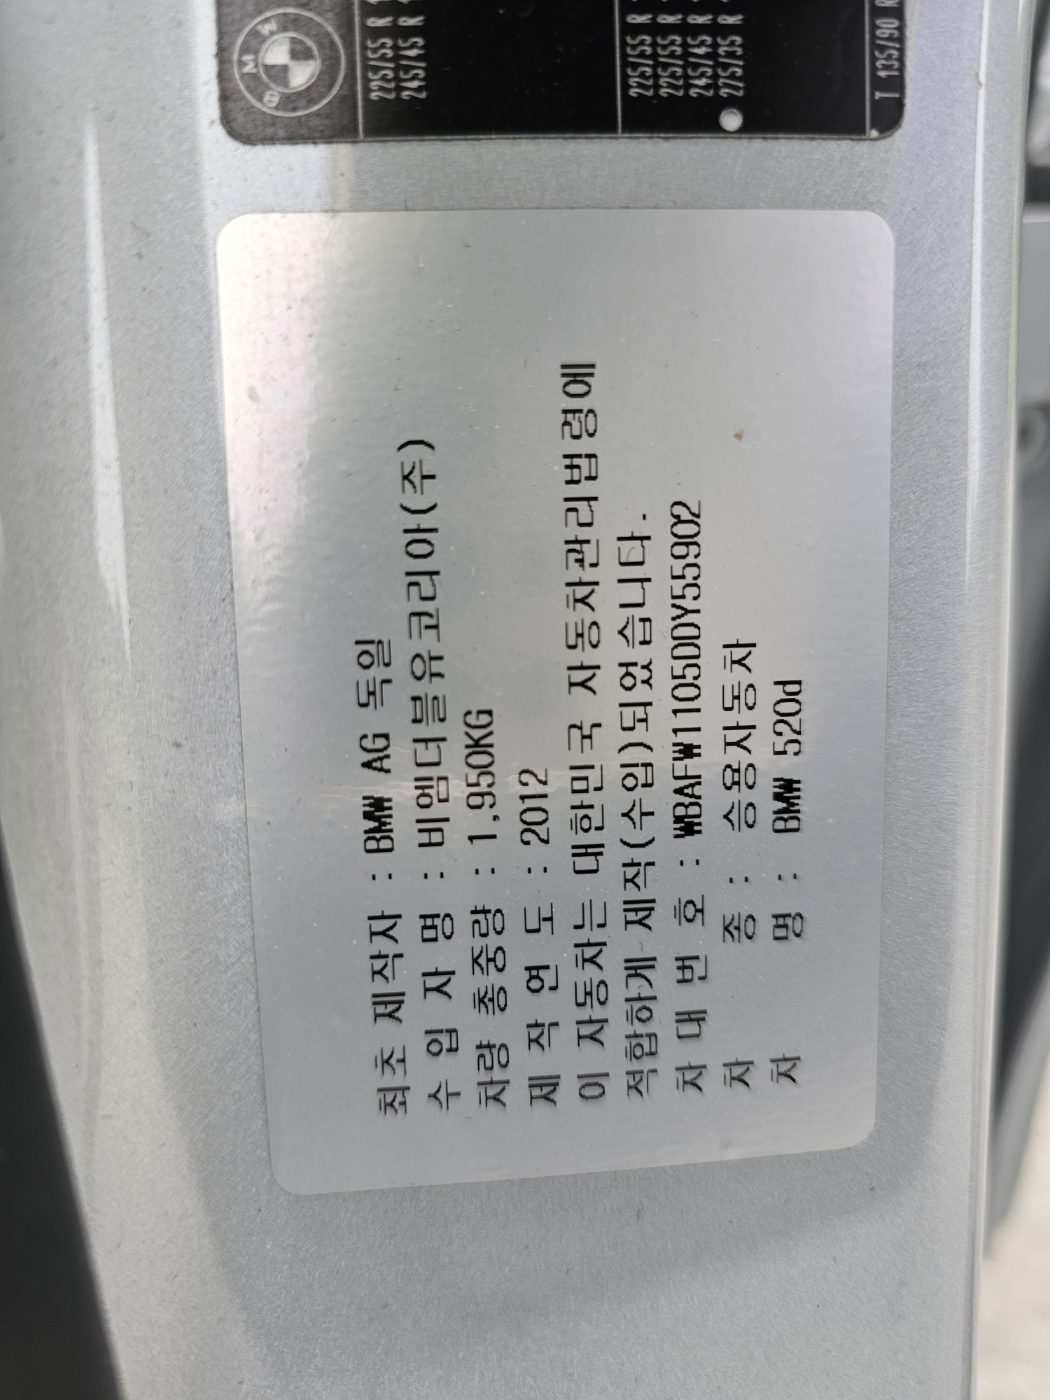 BMW
225/55 R
245/45 R
225/55 R
225/55 R
245/45 R
275/35 R
T 135/90 R
최초 제작자 : BMW AG 독일
수 입 자 명 : 비엠더블유코리아(주)
차량 총중량 : 1,950KG
제 작 연 도 : 2012
이 자동차는 대한민국 자동차관리법령에
적합하게 제작(수입)되었습니다.
차 대 번 호 : WBAFW1105DDY55902
차 종 : 승용자동차
차 명 : BMW 520d